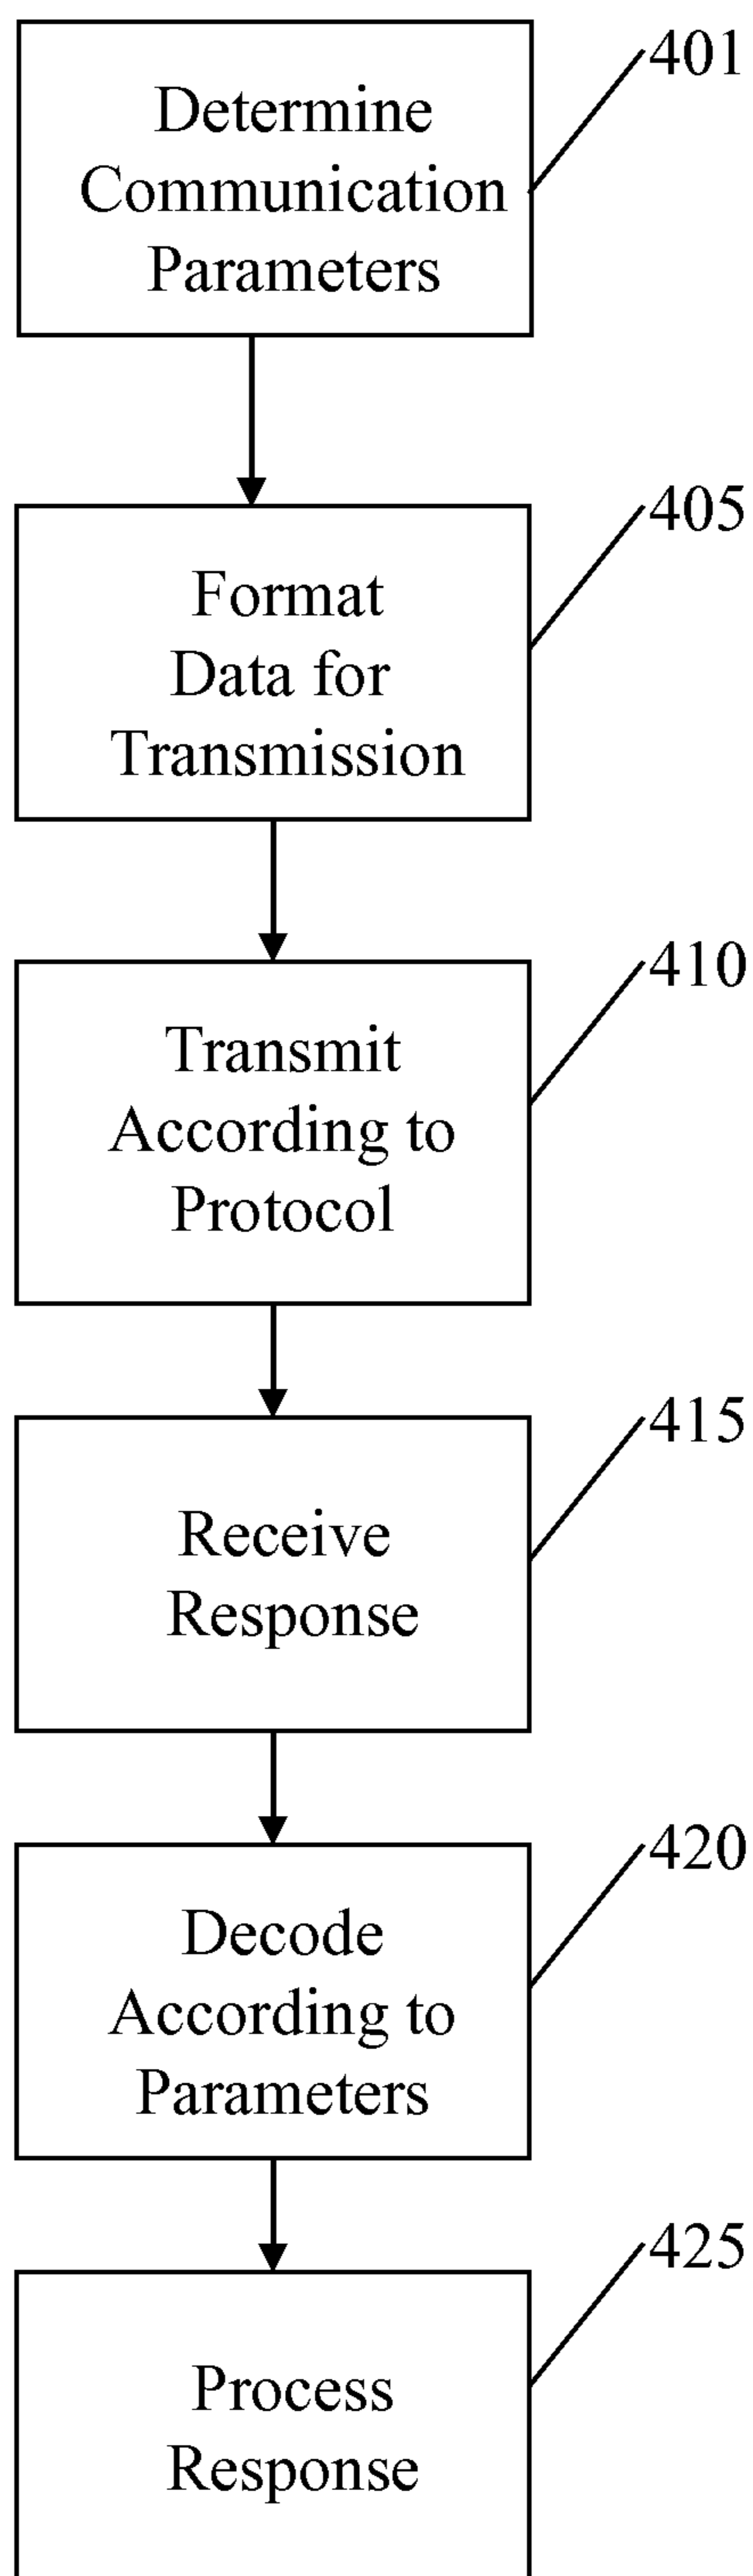 Determine
Communication
Parameters
401
Format
Data for
Transmission
405
Transmit
According to
Protocol
410
Receive
Response
415
Decode
According to
Parameters
420
Process
Response
425